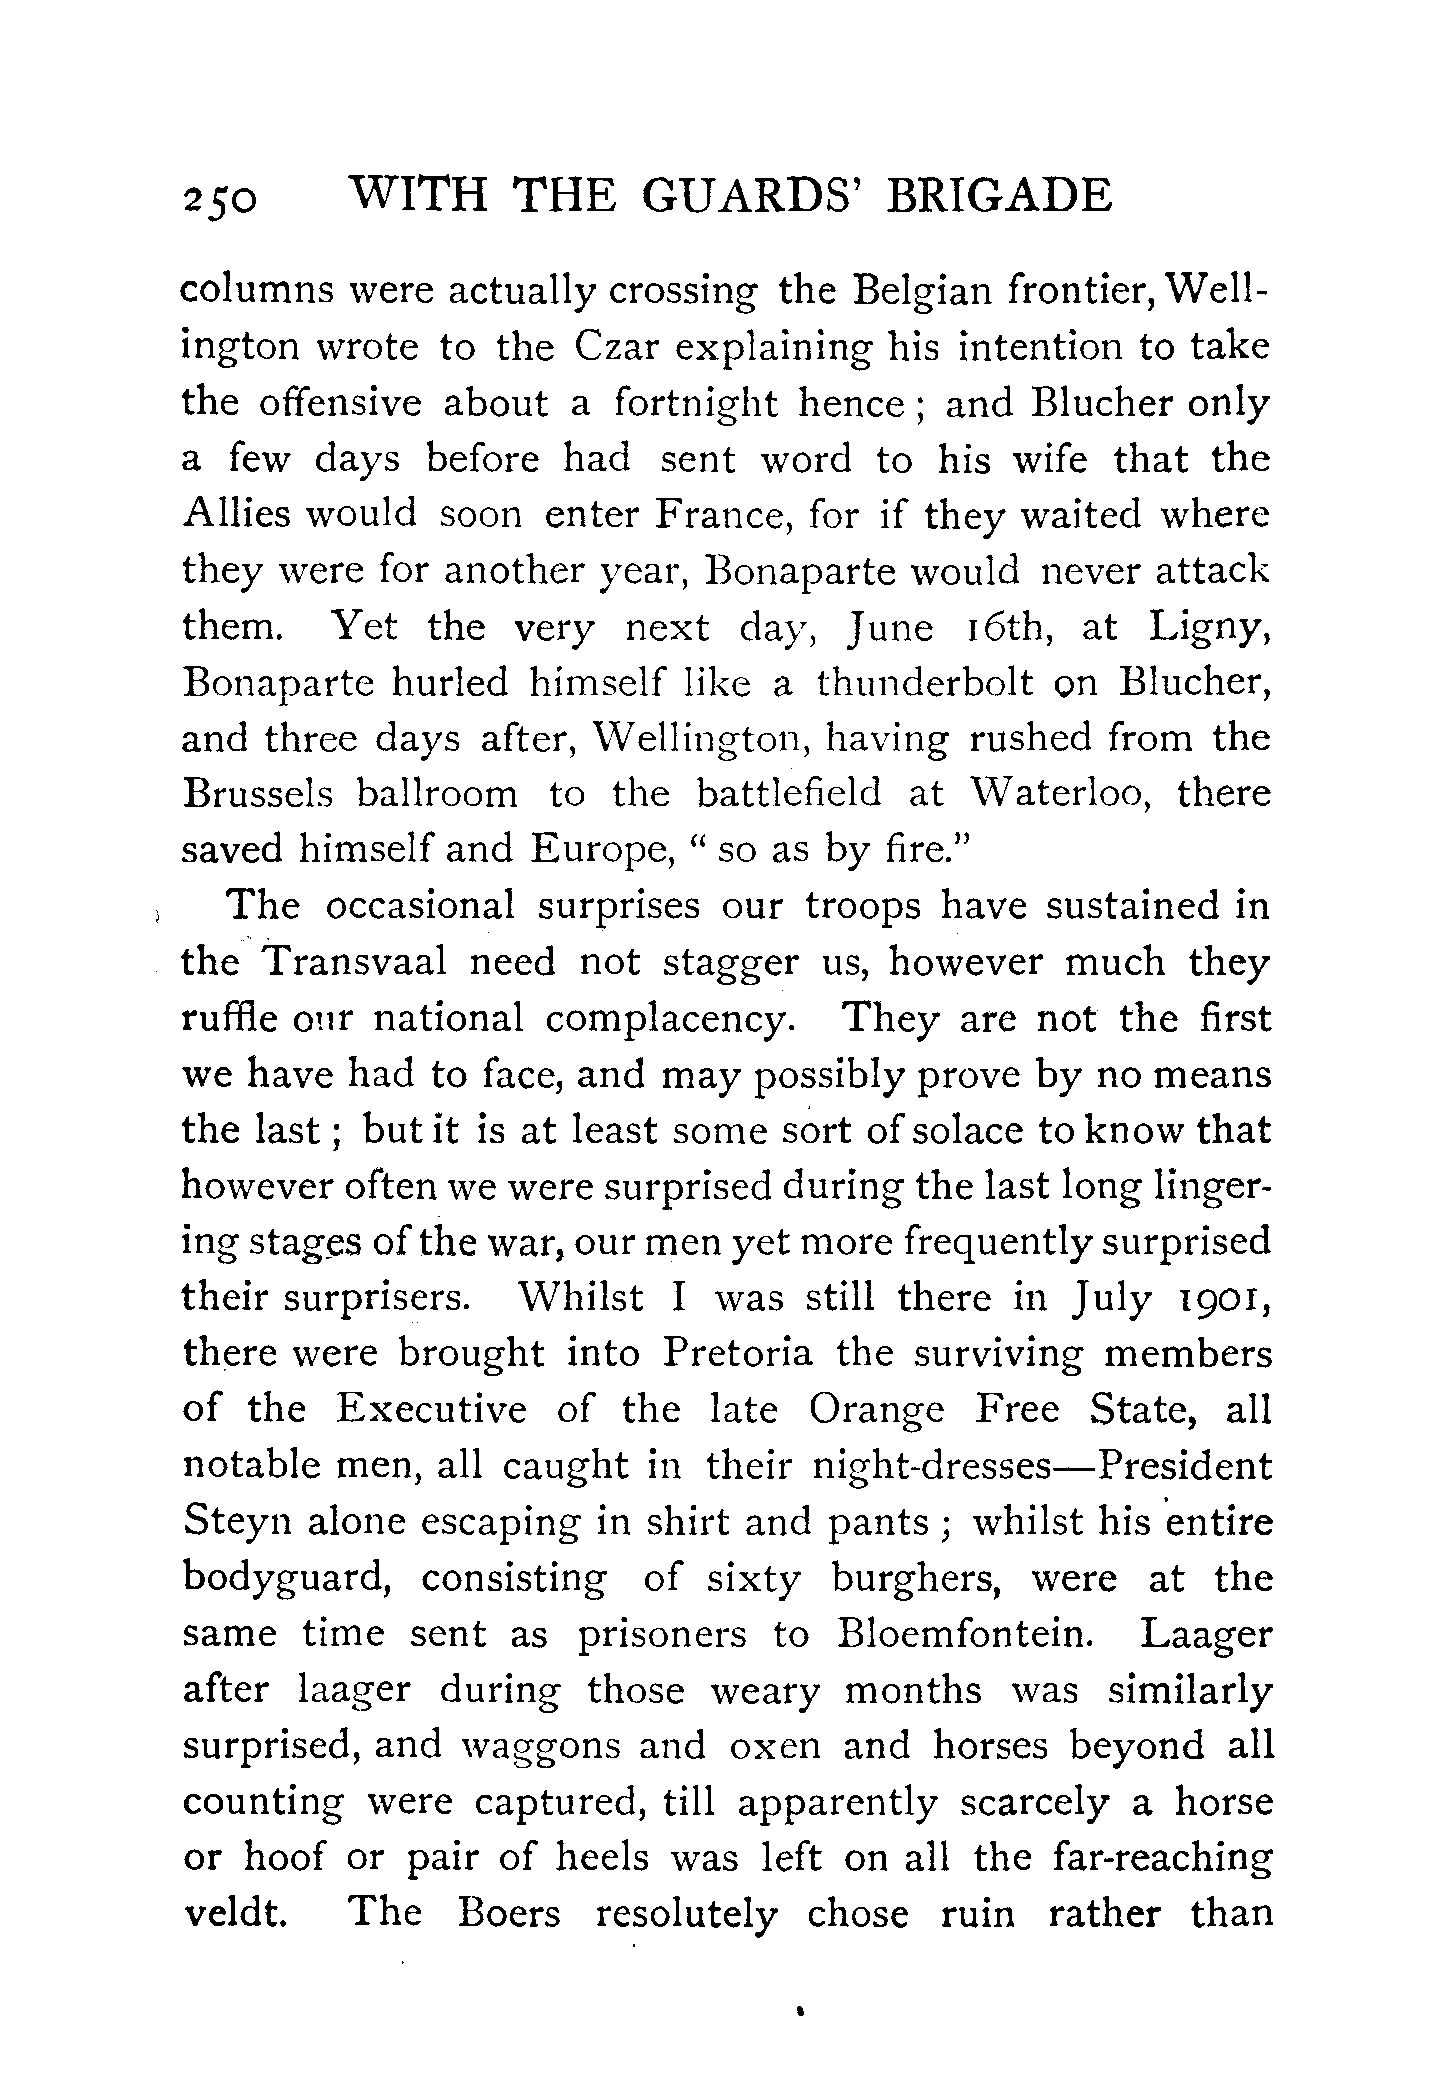 250 WITH THE GUARDS' BRIGADE
columns were actually crossing the Belgian frontier, Well-
ington wrote to the Czar explaining his intention to take
the offensive about a fortnight hence ; and Blucher only
a few days before had sent word to his wife that the
Allies would soon enter France, for if they waited where
they were for another year, Bonaparte would never attack
them. Yet the very next day, June 16th, at Ligny,
Bonaparte hurled himself like a thunderbolt on Blucher,
and three days after, Wellington, having rushed from the
Brussels ballroom to the battlefield at Waterloo, there
saved himself and Europe, “ so as by fire.”
The occasional surprises our troops have sustained in
the Transvaal need not stagger us, however much they
ruffle our national complacency. They are not the first
we have had to face, and may possibly prove by no means
the last ; but it is at least some sort of solace to know that
however often we were surprised during the last long linger-
ing stages of the war, our men yet more frequently surprised
their surprisers. Whilst I was still there in July 1901,
there were brought into Pretoria the surviving members
of the Executive of the late Orange Free State, all
notable men, all caught in their night-dresses—President
Steyn alone escaping in shirt and pants ; whilst his entire
bodyguard, consisting of sixty burghers, were at the
same time sent as prisoners to Bloemfontein. Laager
after laager during those weary months was similarly
surprised, and waggons and oxen and horses beyond all
counting were captured, till apparently scarcely a horse
or hoof or pair of heels was left on all the far-reaching
veldt. The Boers resolutely chose ruin rather than